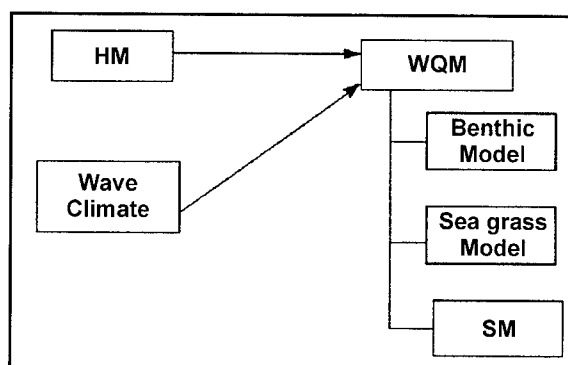 HM
WQM
Benthic
Model
Wave
Climate
Sea grass
Model
SM